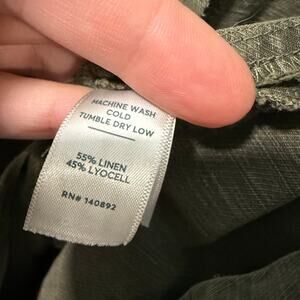 MACHINE WASH
COLD
TUMBLE DRY LOW
55% LINEN
45% LYOCELL
RN# 140892